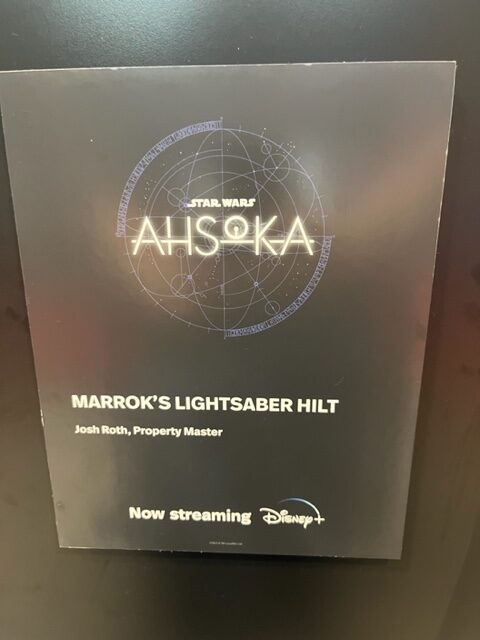 STAR WARS
AHSOKA
MARROK'S LIGHTSABER HILT
Josh Roth, Property Master
Now streaming Disney+